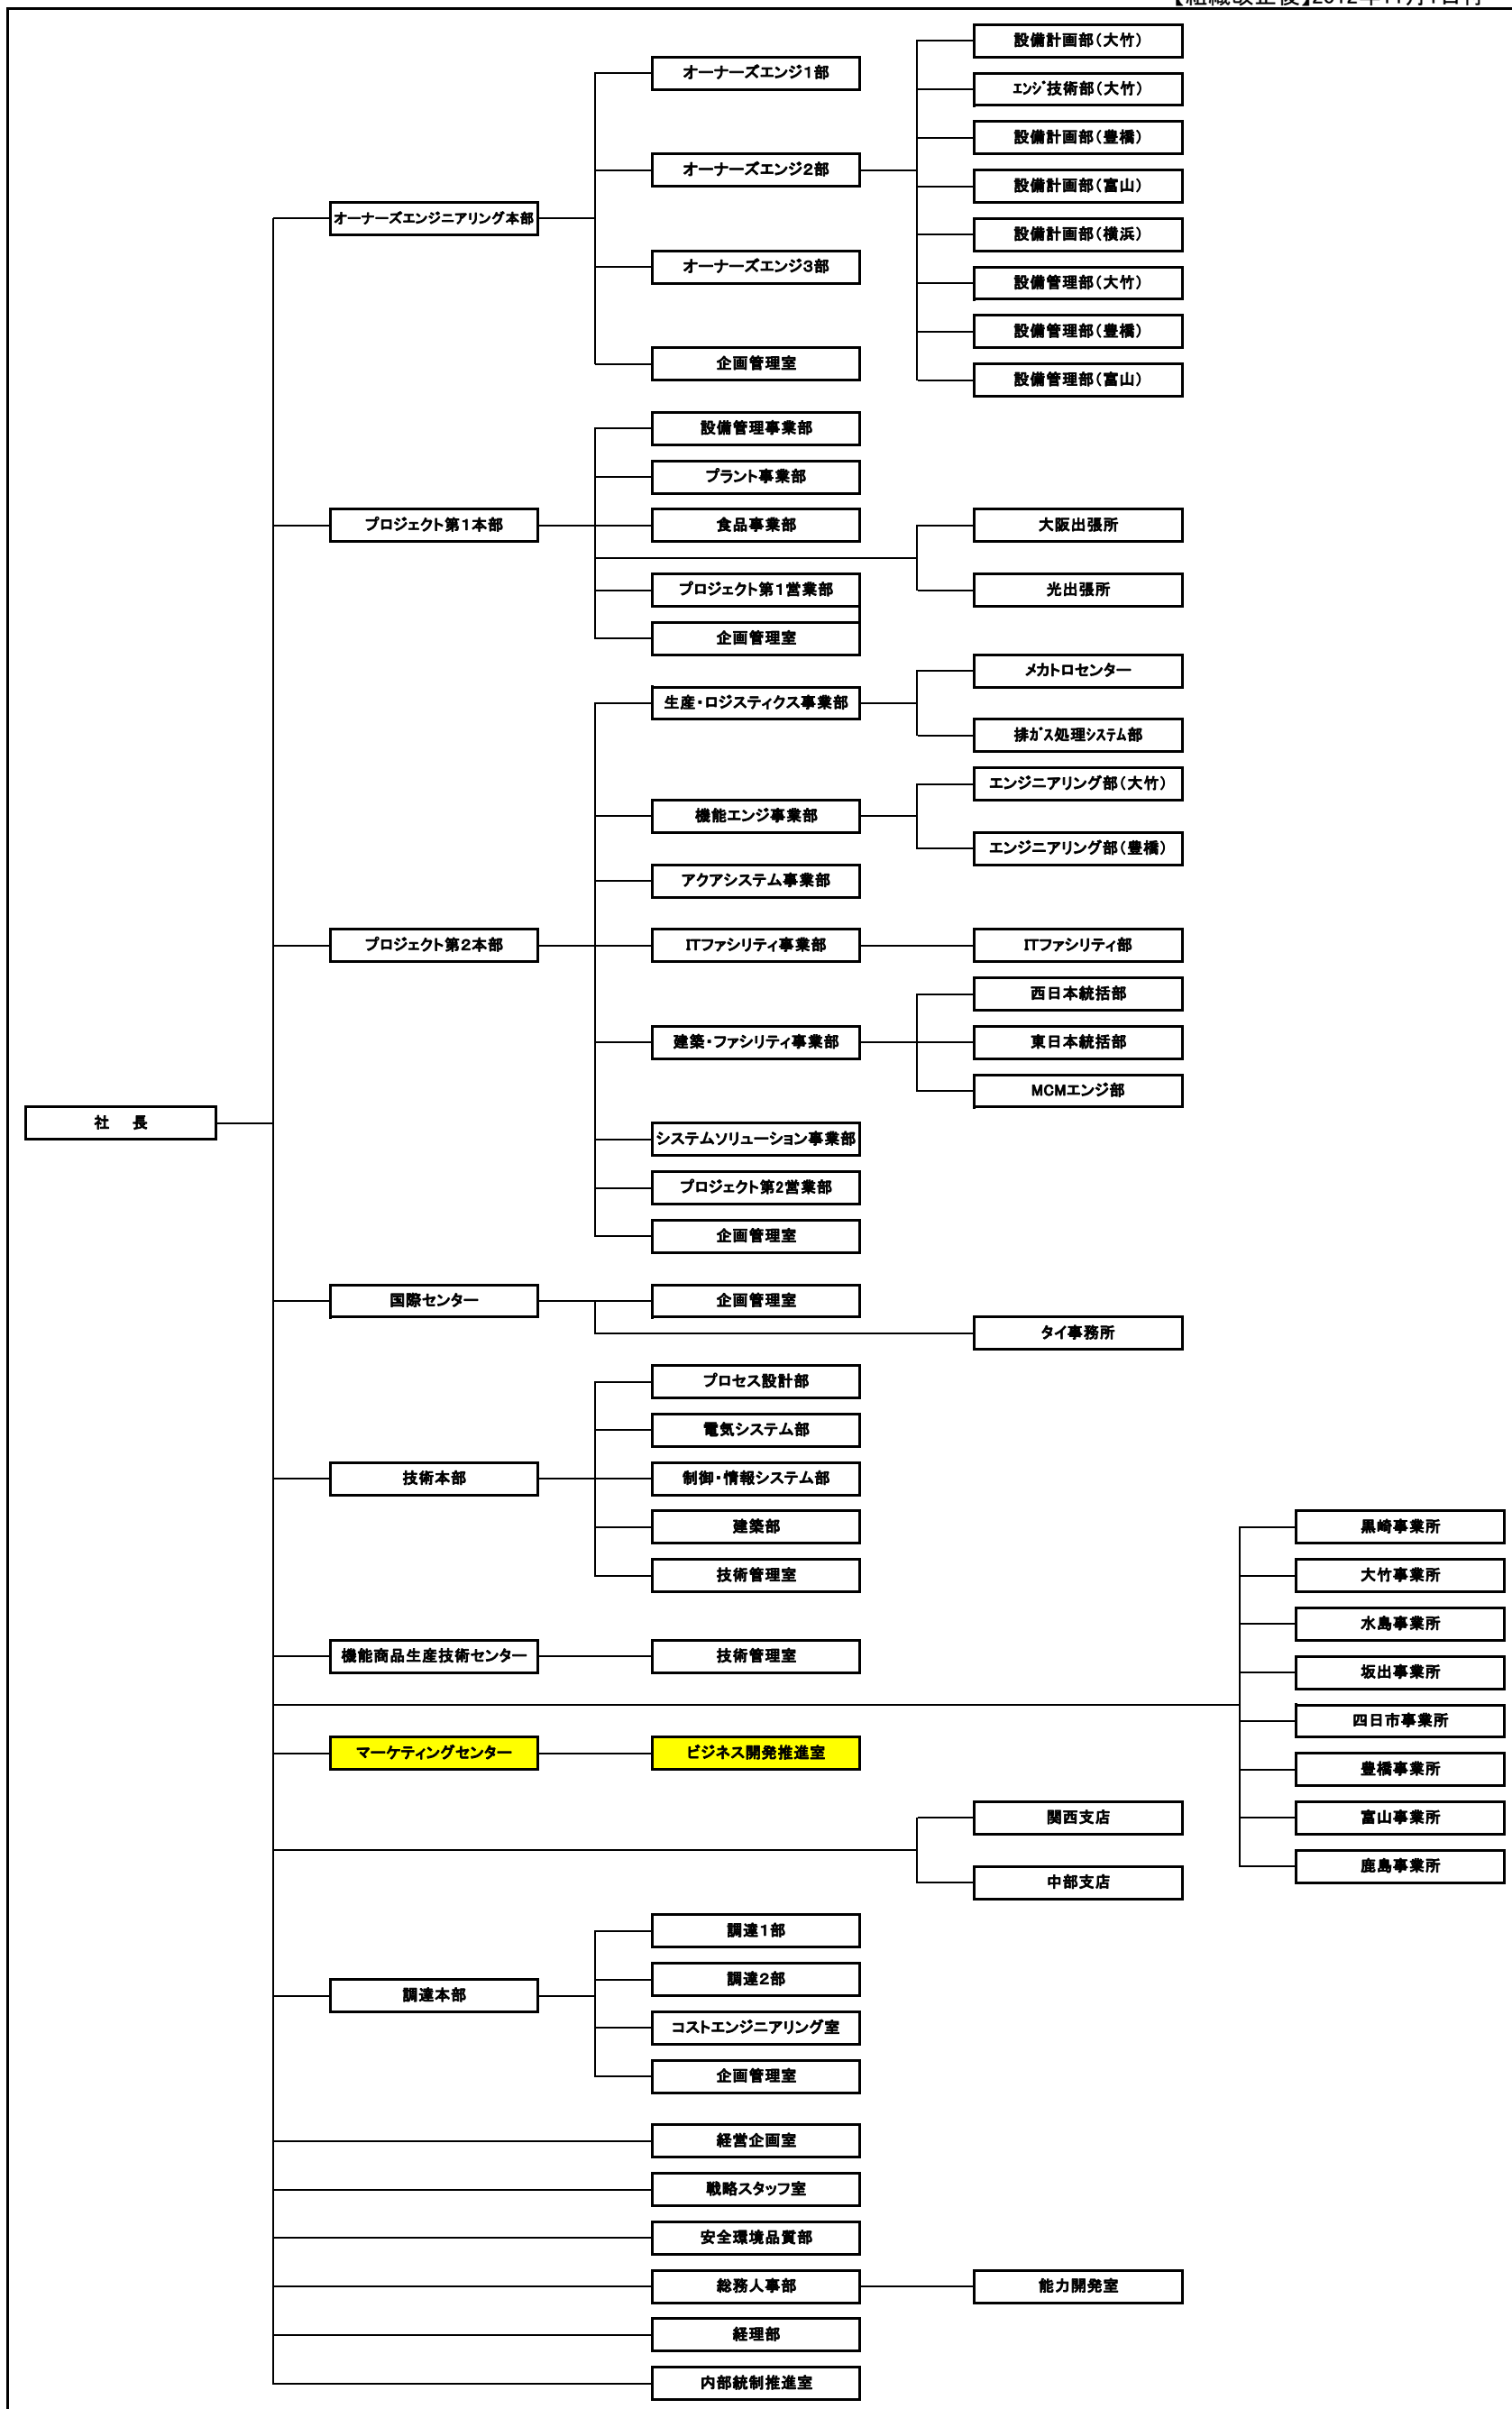 【組織改正後】2012年11月1日付
設備計画部(大竹)
オーナーズエンジ1部
ｴﾝｼﾞ技術部(大竹)
設備計画部(豊橋)
オーナーズエンジ2部
設備計画部(富山)
オーナーズエンジニアリング本部
設備計画部(横浜)
オーナーズエンジ3部
設備管理部(大竹)
設備管理部(豊橋)
企画管理室
設備管理部(富山)
設備管理事業部
プラント事業部
プロジェクト第1本部
食品事業部
大阪出張所
プロジェクト第1営業部
光出張所
企画管理室
メカトロセンター
生産・ロジスティクス事業部
排ｶﾞｽ処理ｼｽﾃﾑ部
エンジニアリング部(大竹)
機能エンジ事業部
エンジニアリング部(豊橋)
アクアシステム事業部
プロジェクト第2本部
ITファシリティ事業部
ITファシリティ部
西日本統括部
建築・ファシリティ事業部
東日本統括部
MCMエンジ部
社　長
システムソリューション事業部
プロジェクト第2営業部
企画管理室
国際センター
企画管理室
タイ事務所
プロセス設計部
電気システム部
技術本部
制御・情報システム部
建築部
黒崎事業所
技術管理室
大竹事業所
水島事業所
機能商品生産技術センター
技術管理室
坂出事業所
四日市事業所
マーケティングセンター
ビジネス開発推進室
豊橋事業所
関西支店
富山事業所
鹿島事業所
中部支店
調達1部
調達2部
調達本部
コストエンジニアリング室
企画管理室
経営企画室
戦略スタッフ室
安全環境品質部
総務人事部
能力開発室
経理部
内部統制推進室